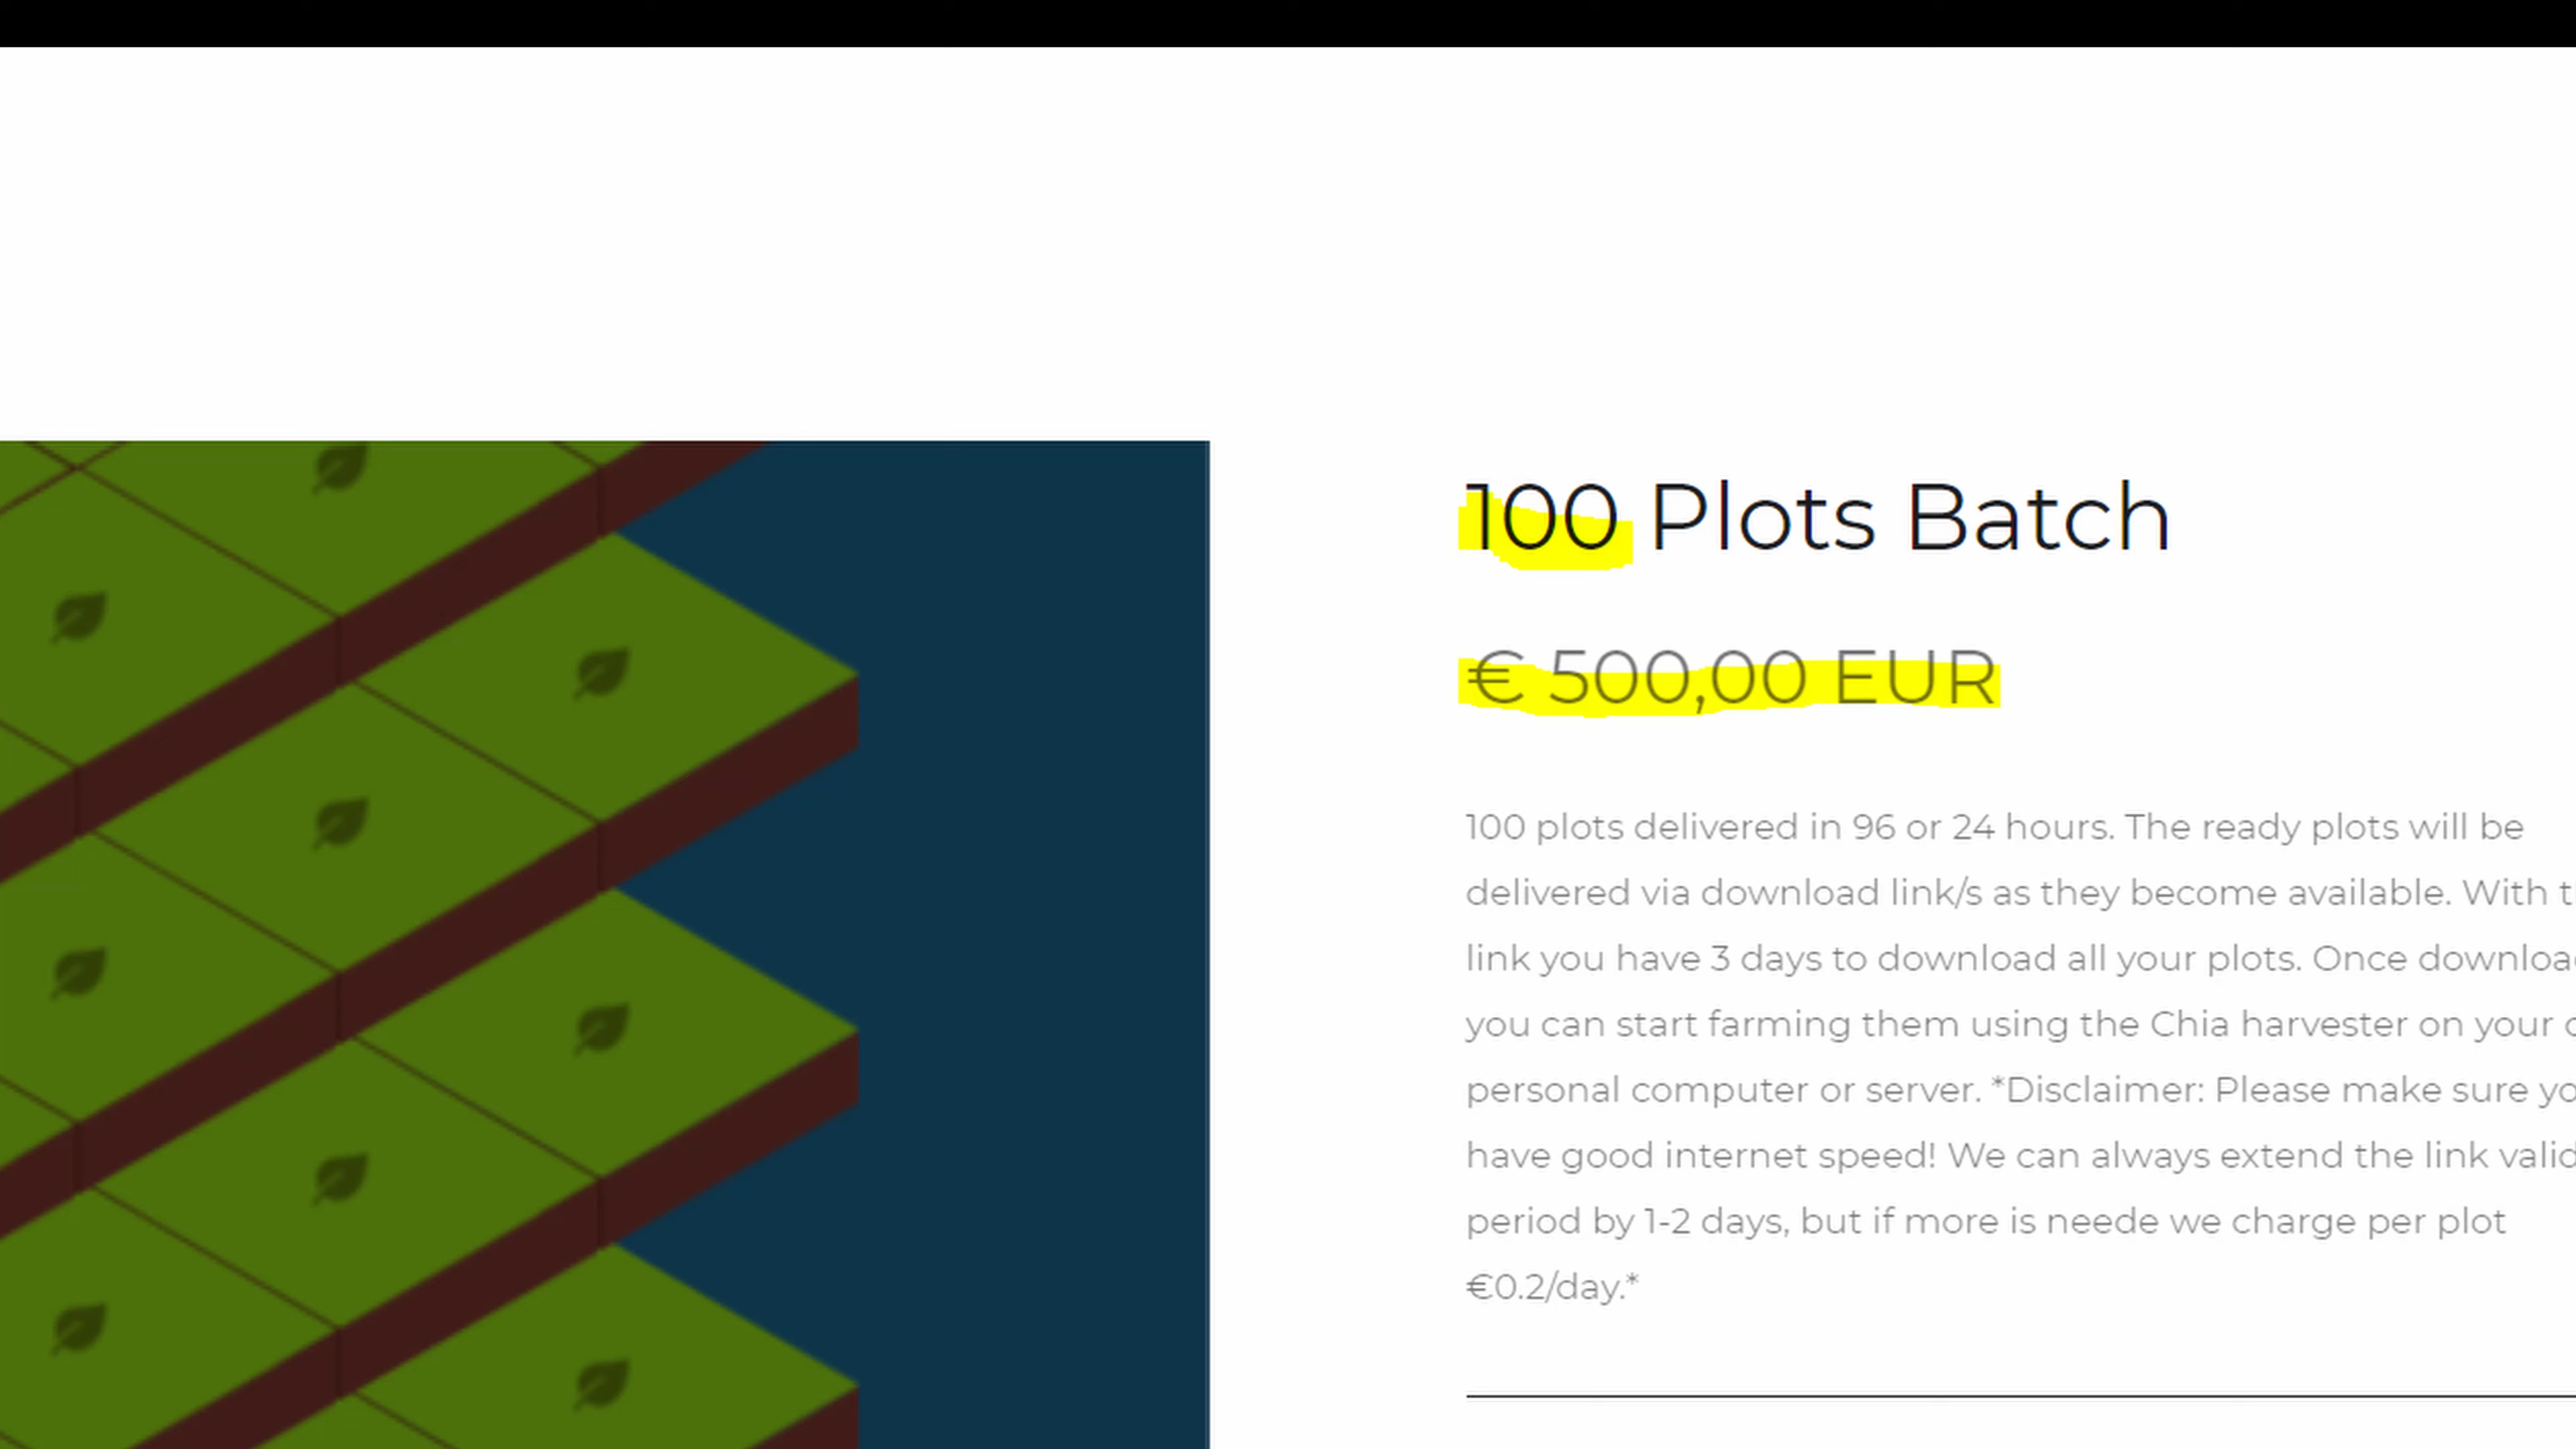 100 Plots Batch
€ 500,00 EUR
100 plots delivered in 96 or 24 hours. The ready plots will be
delivered via download link/s as they become available. With
link you have 3 days to download all your plots. Once
you can start farming them using the Chia harvester on your
personal computer or server. *Disclaimer: Please make sure
have good internet speed! We can always extend the link
period by 1-2 days, but if more is neede we charge per plot
€0.2/day.*